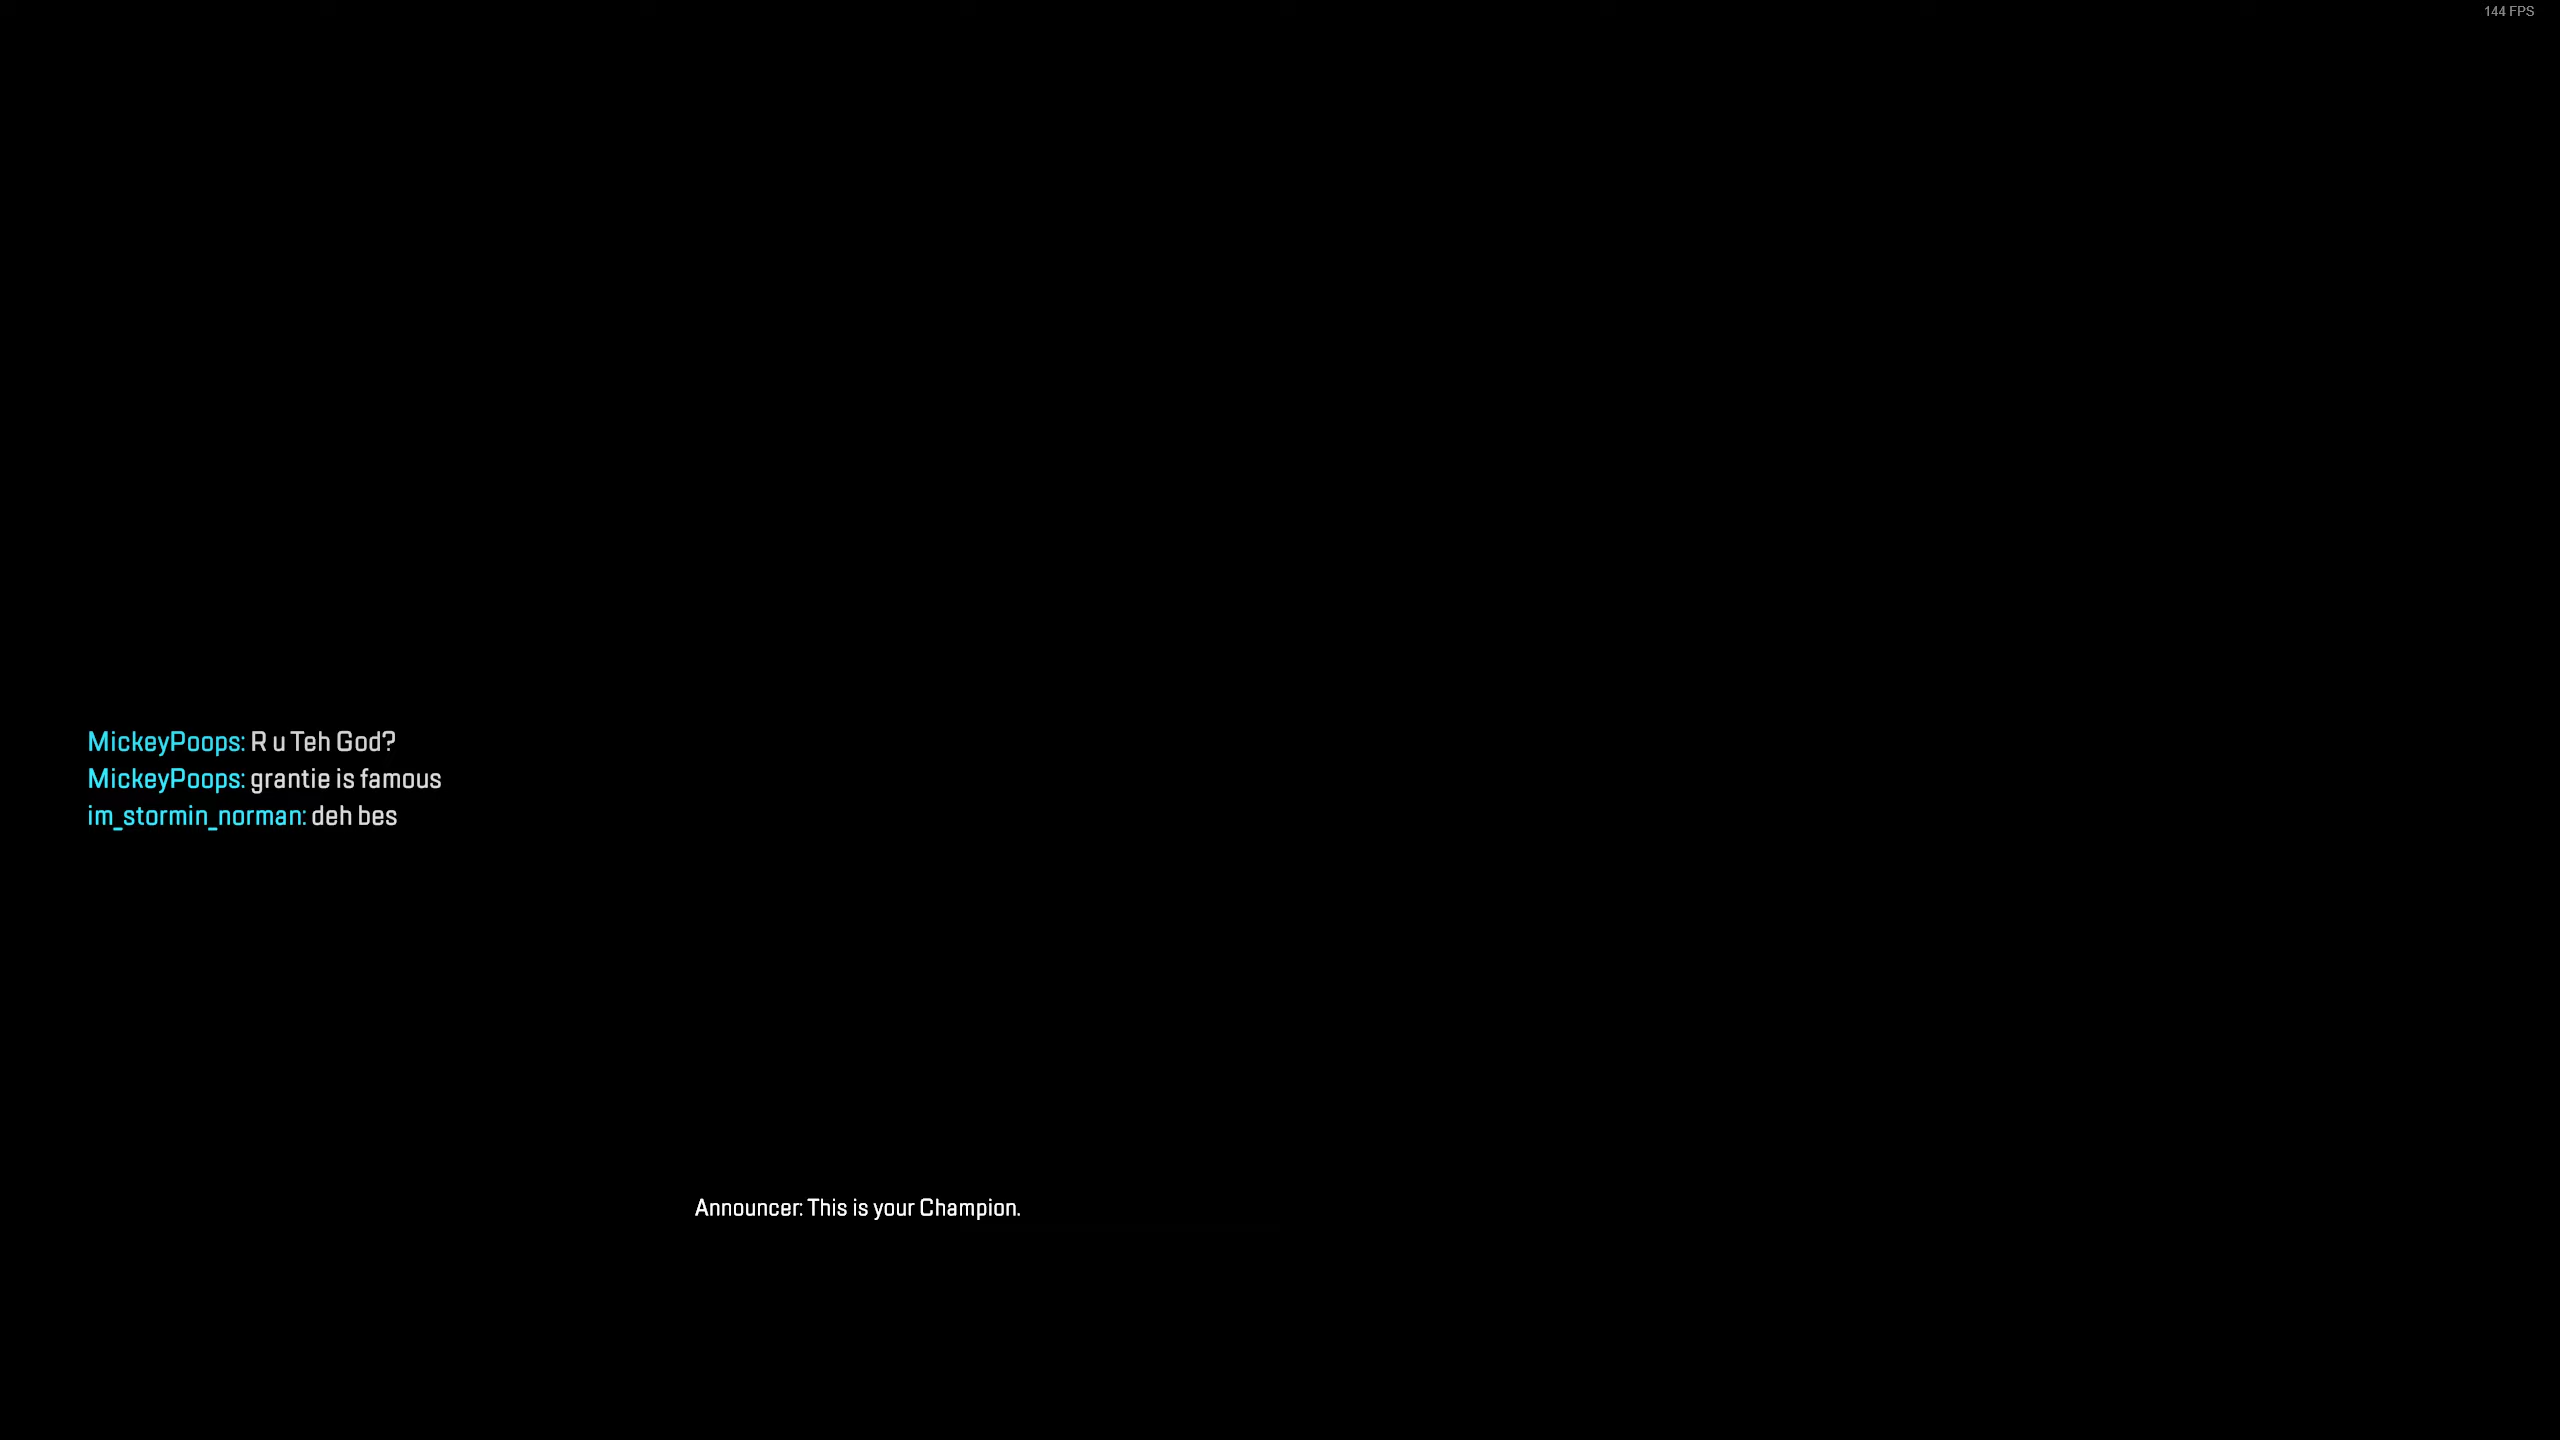 144 FPS
MickeyPoops: R u Teh God?
MickeyPoops: grantie is famous
im_stormin_norman: deh bes
Announcer: This is your Champion.